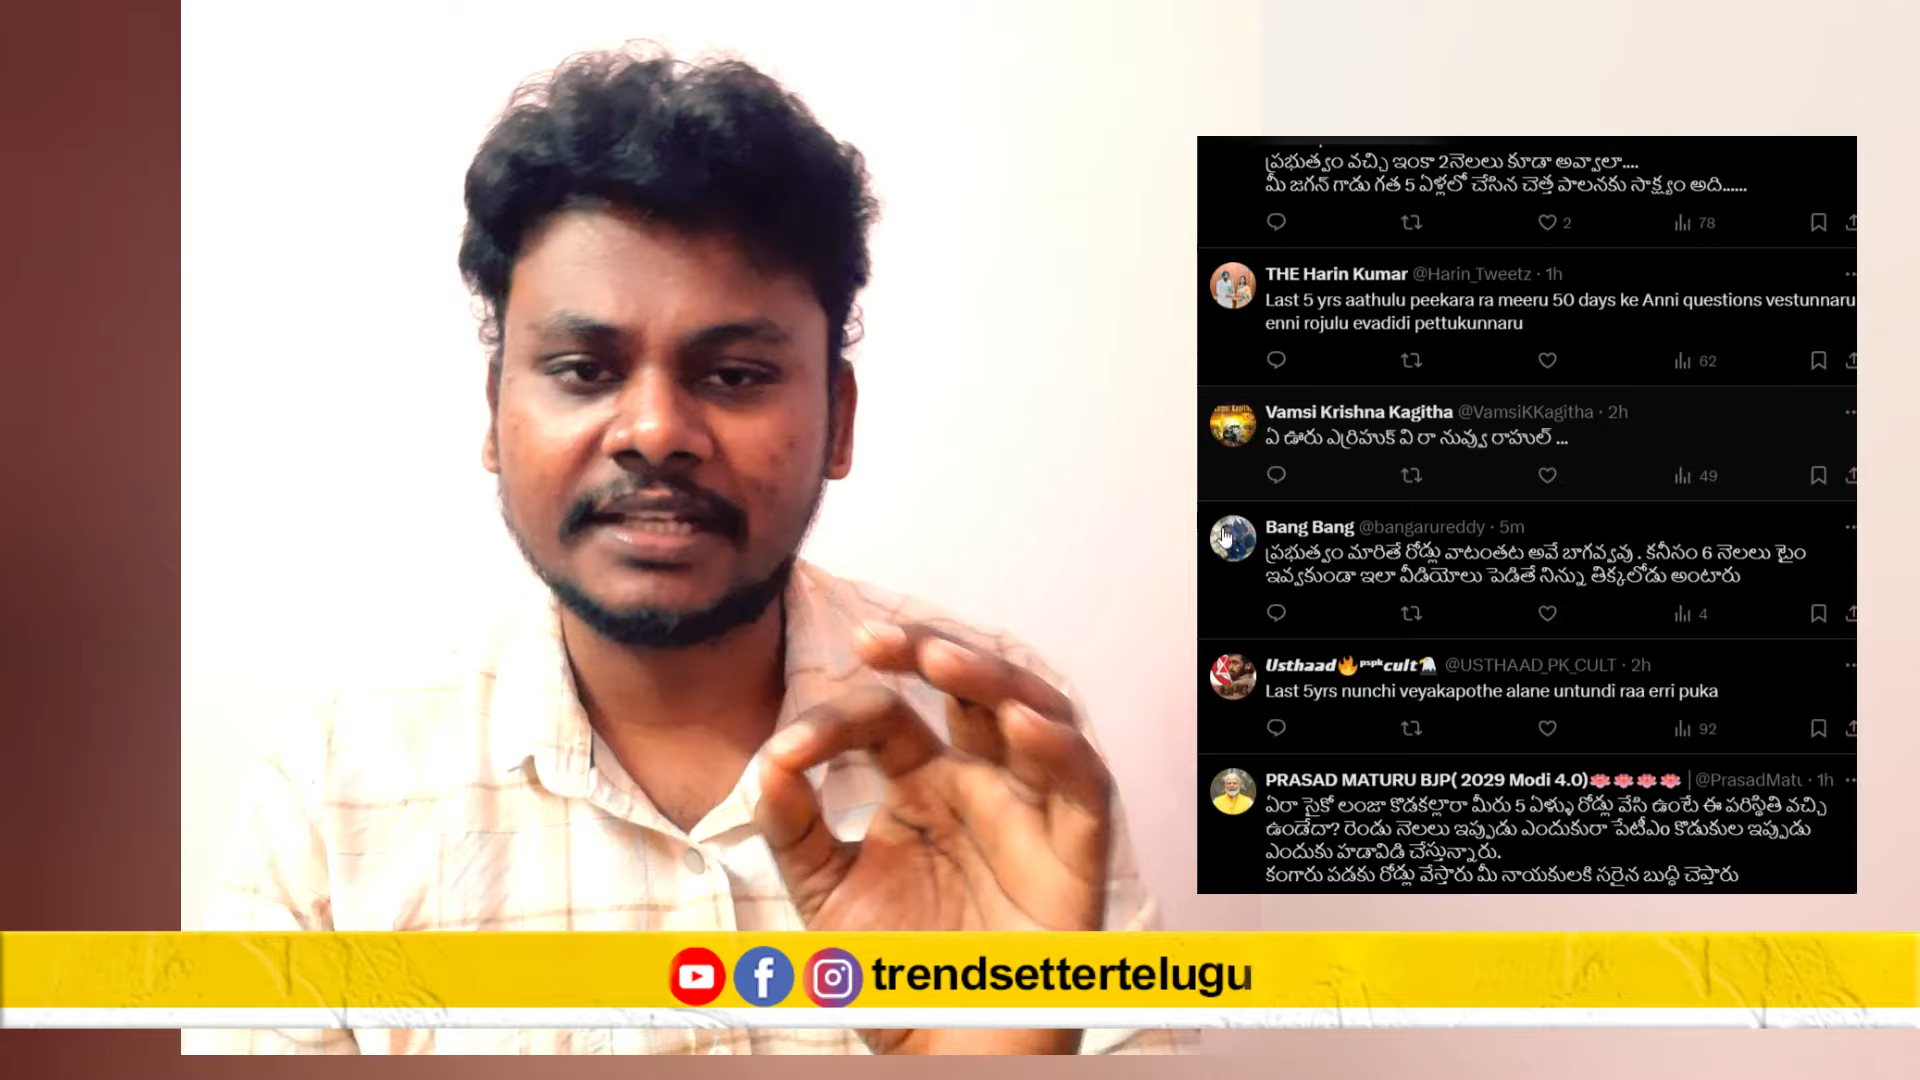 ప్రభుత్వం వచ్చి ఇంకా 2నెలలు కూడా అవ్వాలా....
మీ జగన్ గాడు గత 5 ఏళ్లలో చేసిన చెత్త పాలనకు సాక్ష్యం అది......
2 78
THE Harin Kumar @Harin_Tweetz · 1h
Last 5 yrs aathulu peekara ra meeru 50 days ke Anni questions vestunnaru
enni rojulu evadidi pettukunnaru
62
Vamsi Krishna Kagitha @VamsiKKagitha · 2h
ఏ ఊరు ఎర్రిహుక్ వి రా నువ్వు రాహుల్ ...
49
Bang Bang @bangarureddy · 5m
ప్రభుత్వం మారితే రోడ్లు వాటంతట అవే బాగవ్వవు . కనీసం 6 నెలలు టైం
ఇవ్వకుండా ఇలా వీడియోలు పెడితే నిన్ను తిక్కలోడు అంటారు
4
Usthaad🔥ᵖˢᵖᵏcult🦅 @USTHAAD_PK_CULT · 2h
Last 5yrs nunchi veyakapothe alane untundi raa erri puka
92
PRASAD MATURU BJP( 2029 Modi 4.0)🪷🪷🪷🪷 | @PrasadMatu · 1h
ఏరా సైకో లంజా కొడకల్లారా మీరు 5 ఏళ్ళు రోడ్లు వేసి ఉంటే ఈ పరిస్థితి వచ్చి
ఉండేదా? రెండు నెలలు ఇప్పుడు ఎందుకురా పేటీఎం కొడుకుల ఇప్పుడు
ఎందుకు హడావిడి చేస్తున్నారు.
కంగారు పడకు రోడ్లు వేస్తారు మీ నాయకులకి సరైన బుద్ధి చెప్తారు
trendsettertelugu